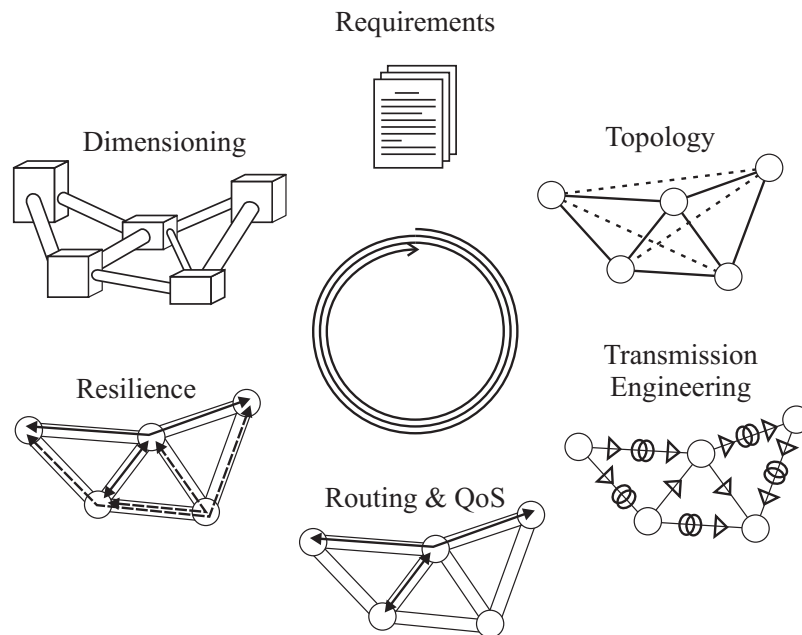 Requirements
Dimensioning
Topology
Transmission
Engineering
Resilience
Routing & QoS